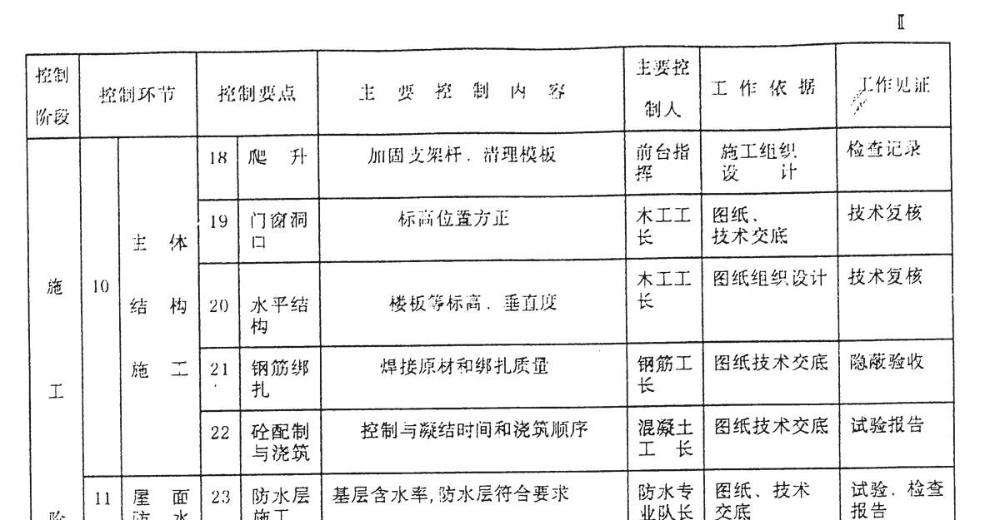 Ⅱ
控制阶段 控制环节 控制要点 主要控制内容 主要控制人 工作依据 工作见证
施工阶 10 主体结构施工
18 爬升 加固支架杆、清理模板 前台指挥 施工组织设计 检查记录
19 门窗洞口 标高位置方正 木工工长 图纸、技术交底 技术复核
20 水平结构 楼板等标高、垂直度 木工工长 图纸组织设计 技术复核
21 钢筋绑扎 焊接原材和绑扎质量 钢筋工长 图纸技术交底 隐蔽验收
22 砼配制与浇筑 控制与凝结时间和浇筑顺序 混凝土工长 图纸技术交底 试验报告
11 屋面防水 23 防水层施工 基层含水率,防水层符合要求 防水专业队长 图纸、技术交底 试验、检查报告